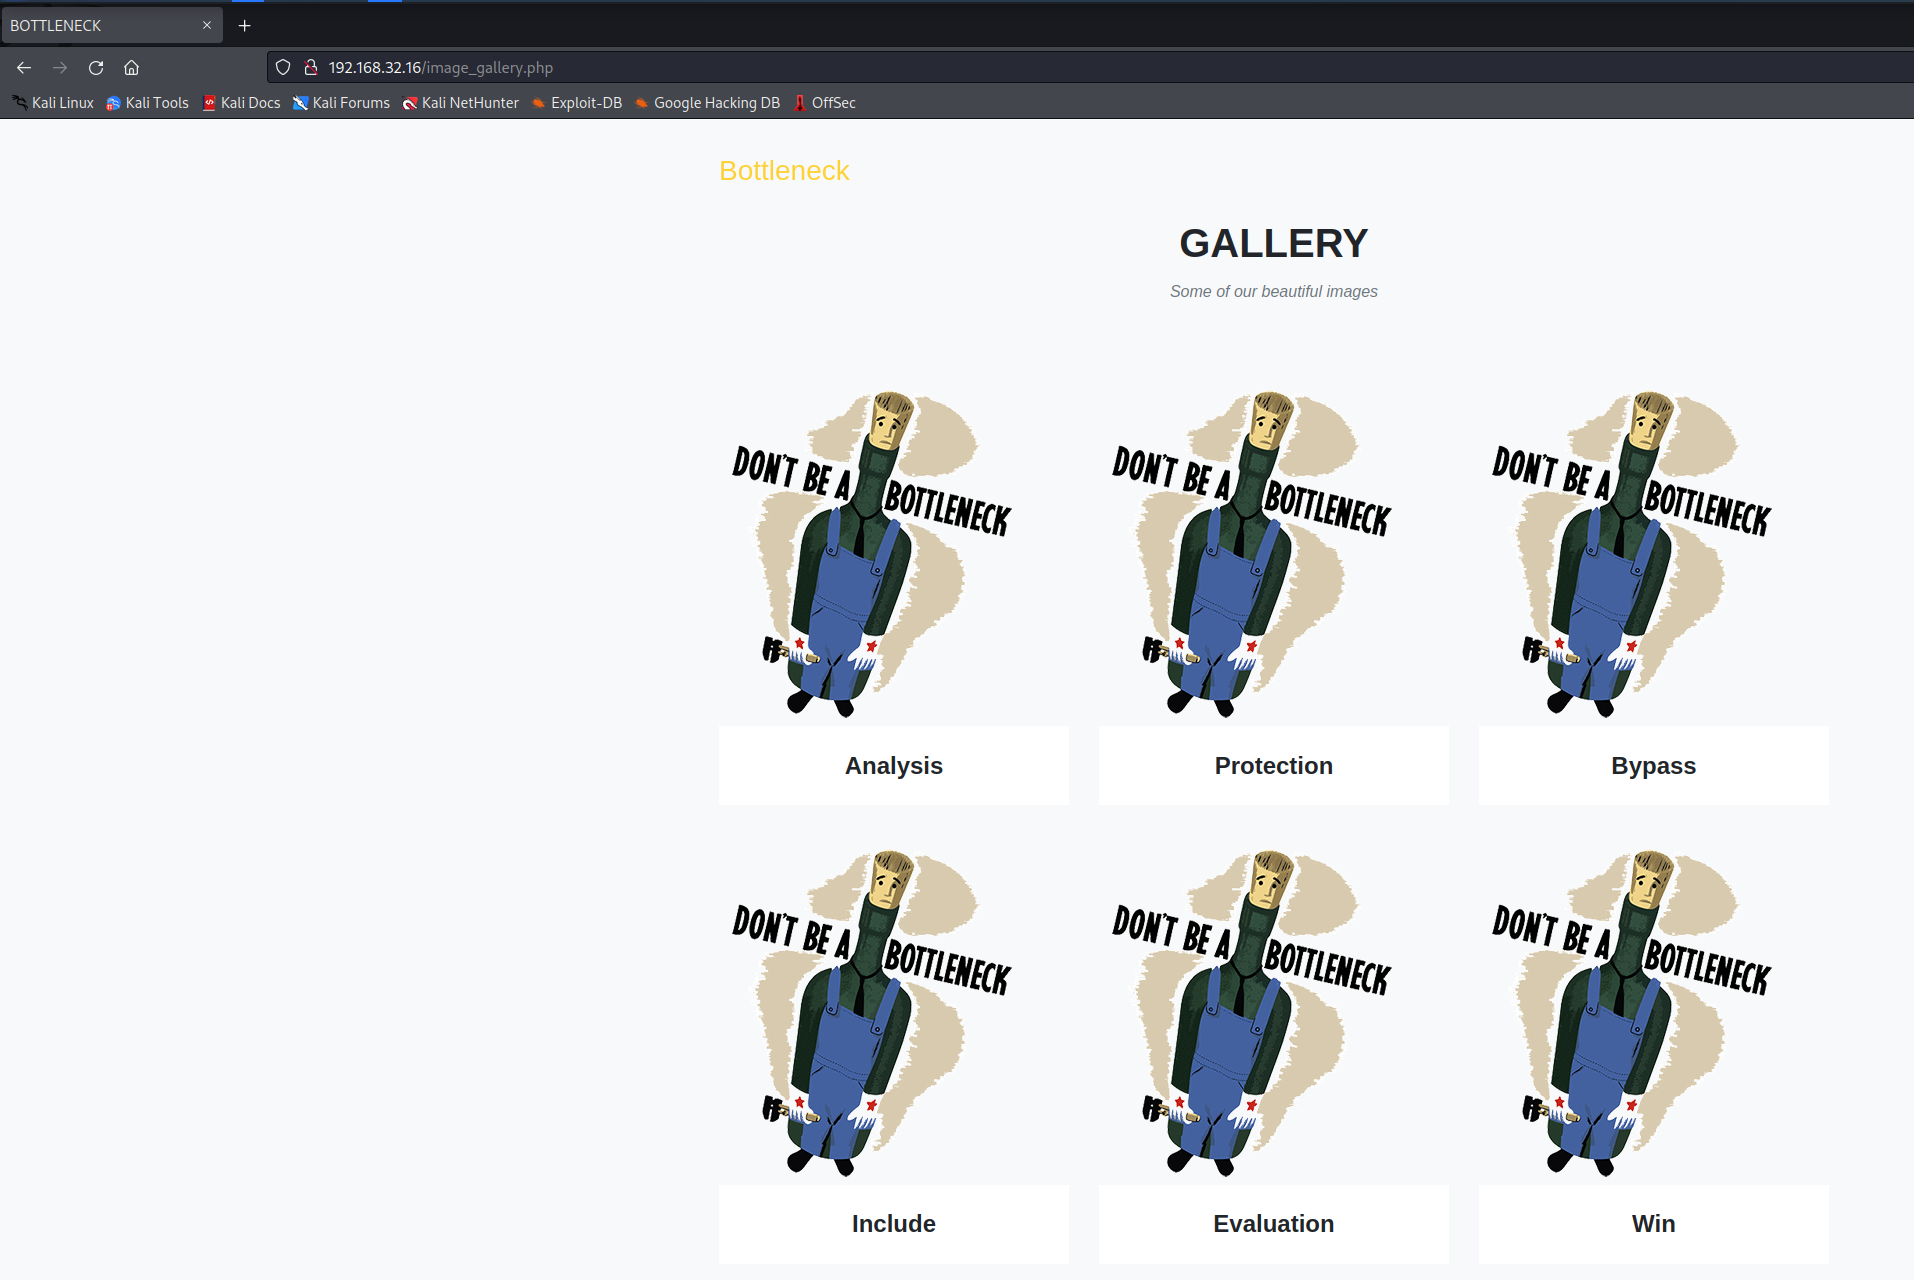 BOTTLENECK
192.168.32.16/image_gallery.php
Kali Linux Kali Tools Kali Docs Kali Forums Kali NetHunter Exploit-DB Google Hacking DB OffSec
Bottleneck
GALLERY
Some of our beautiful images
DON'T BE A BOTTLENECK DON'T BE A BOTTLENECK DON'T BE A BOTTLENECK
Analysis Protection Bypass
DON'T BE A BOTTLENECK DON'T BE A BOTTLENECK DON'T BE A BOTTLENECK
Include Evaluation Win